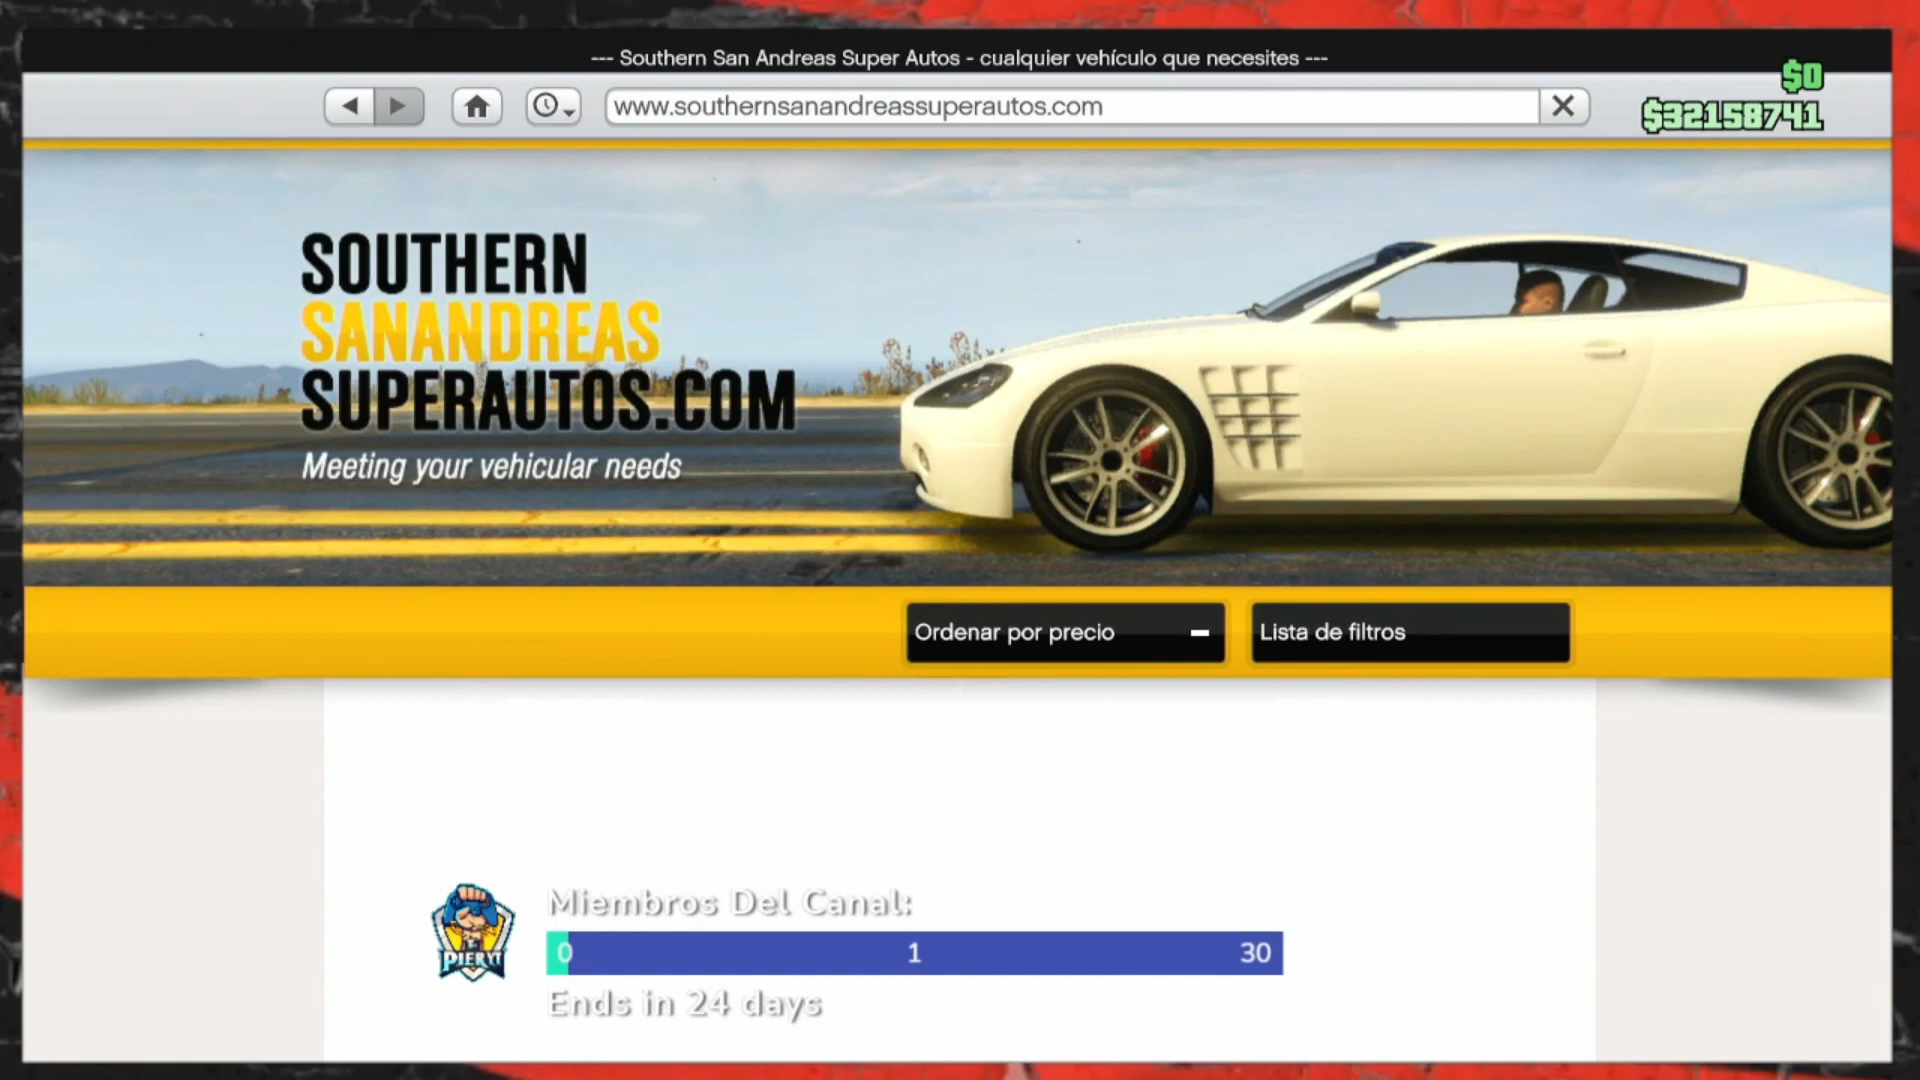 --- Southern San Andreas Super Autos - cualquier vehículo que necesites ---
$0
www.southernsanandreassuperautos.com
$32158741
SOUTHERN
SANANDREAS
SUPERAUTOS.COM
Meeting your vehicular needs
Ordenar por precio
Lista de filtros
Miembros Del Canal:
0 1 30
PIERYT
Ends in 24 days